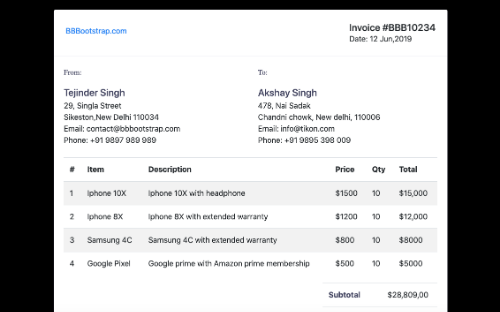 BBBootstrap.com
Invoice #BBB10234
Date: 12 Jun,2019
From:
To:
Tejinder Singh
Akshay Singh
29, Singla Street
478, Nai Sadak
Sikeston,New Delhi 110034
Chandni chowk, New delhi, 110006
Email: contact@bbbootstrap.com
Email: info@tikon.com
Phone: +91 9897 989 989
Phone: +91 9895 398 009
# Item Description Price Qty Total
1 Iphone 10X Iphone 10X with headphone $1500 10 $15,000
2 Iphone 8X Iphone 8X with extended warranty $1200 10 $12,000
3 Samsung 4C Samsung 4C with extended warranty $800 10 $8000
4 Google Pixel Google prime with Amazon prime membership $500 10 $5000
Subtotal $28,809,00